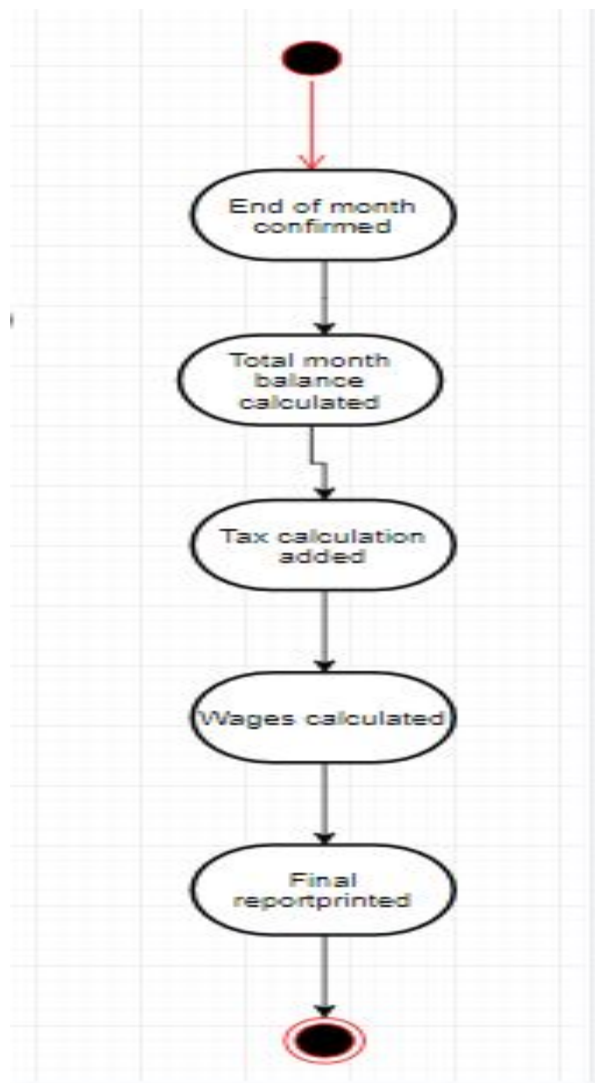 End of month
confirmed
Total month
balance
calculated
Tax calculation
added
Wages calculated
Final
reportprinted